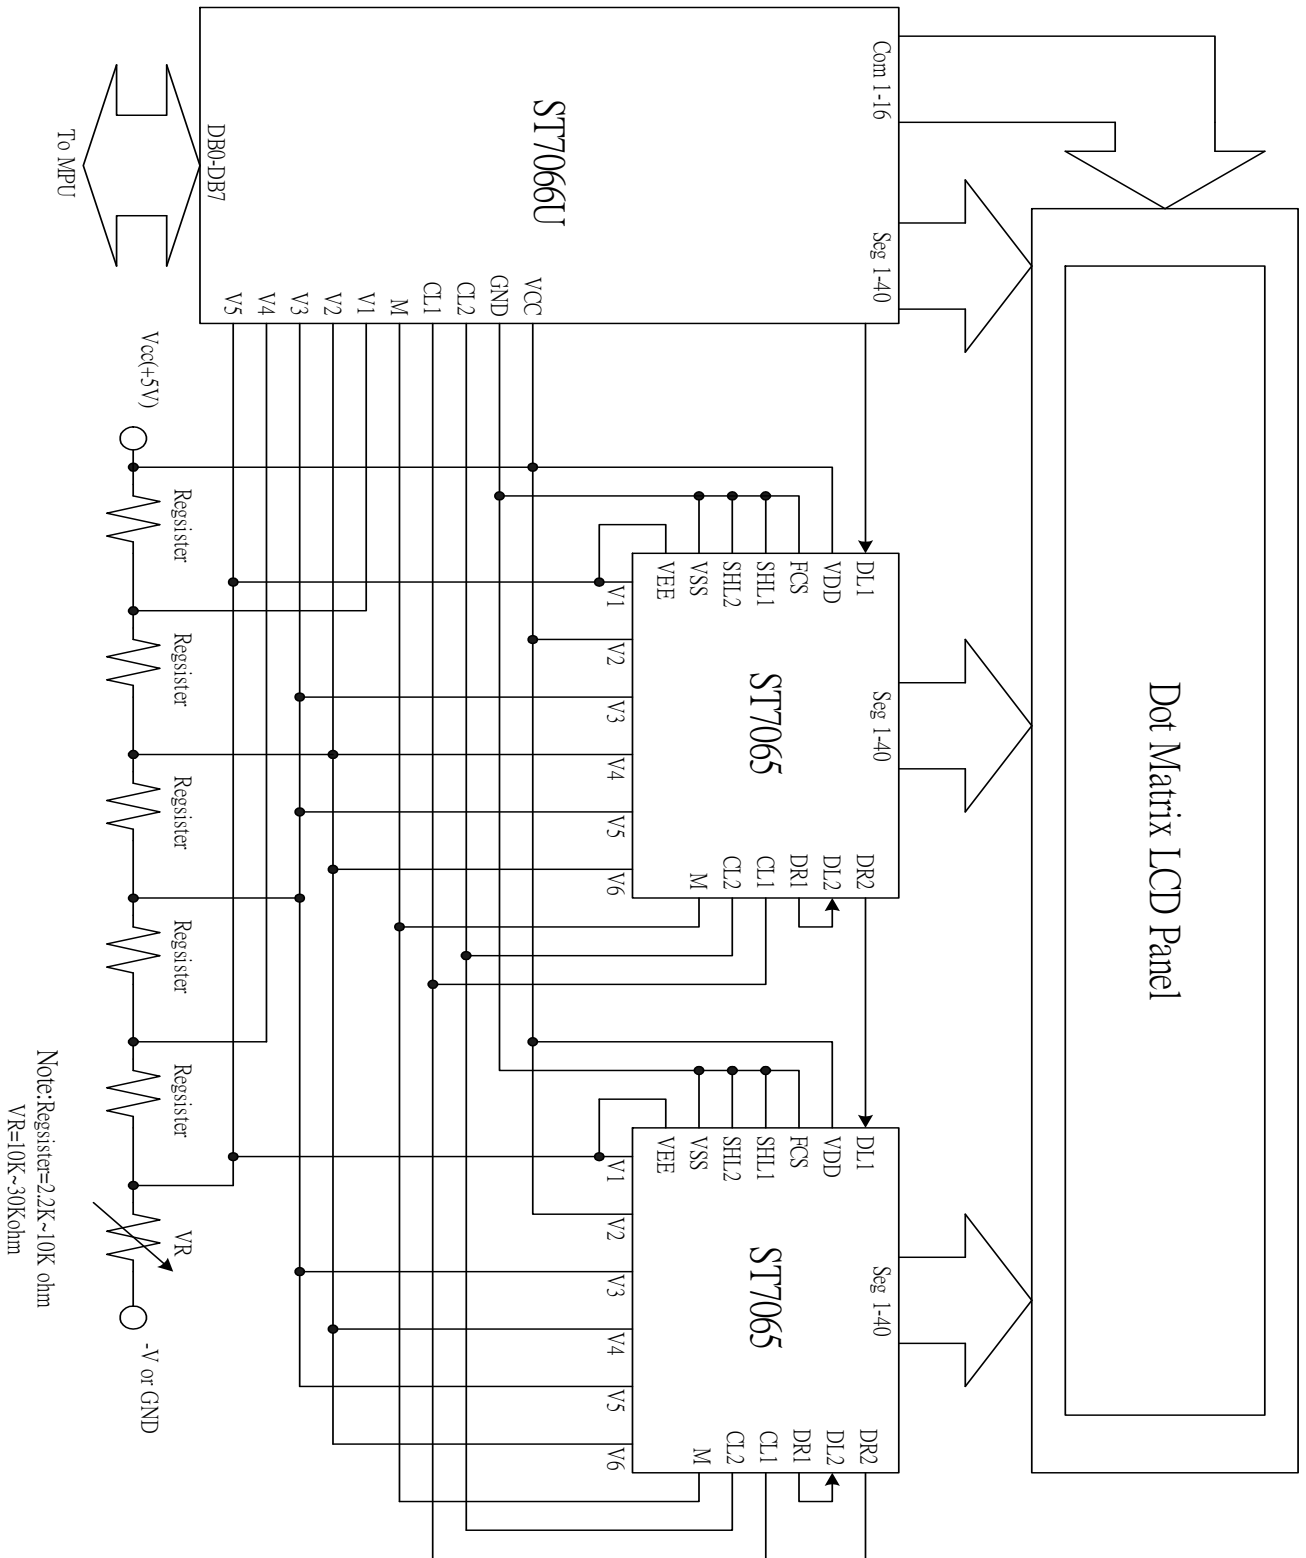 Dot Matrix LCD Panel
Com 1-16
Seg 1-40
ST7066U
DB0-DB7
To MPU
V5
V4
V3
V2
V1
M
CL1
CL2
GND
VCC
Seg 1-40
ST7065
DL1
VDD
FCS
SHL1
SHL2
VSS
VEE
V1
V2
V3
V4
V5
V6
DR2
DL2
DR1
CL1
CL2
M
Seg 1-40
ST7065
DL1
VDD
FCS
SHL1
SHL2
VSS
VEE
V1
V2
V3
V4
V5
V6
DR2
DL2
DR1
CL1
CL2
M
Vcc(+5V)
Regsister
Regsister
Regsister
Regsister
Regsister
VR
-V or GND
Note:Regsister=2.2K~10K ohm
VR=10K~30Kohm